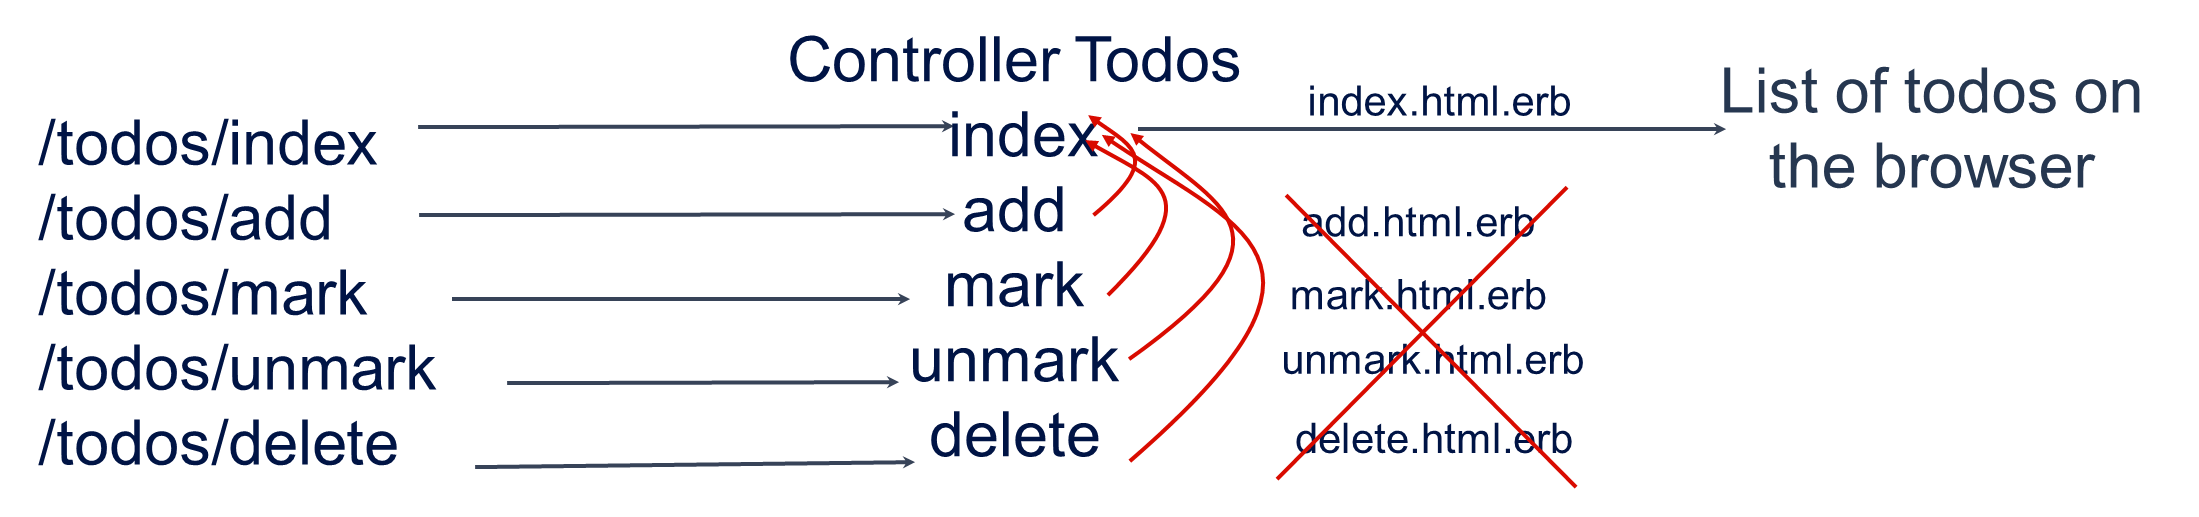 Controller Todos
/todos/index
/todos/add
/todos/mark
/todos/unmark
/todos/delete
index
add
mark
unmark
delete
index.html.erb
add.html.erb
mark.html.erb
unmark.html.erb
delete.html.erb
List of todos on
the browser